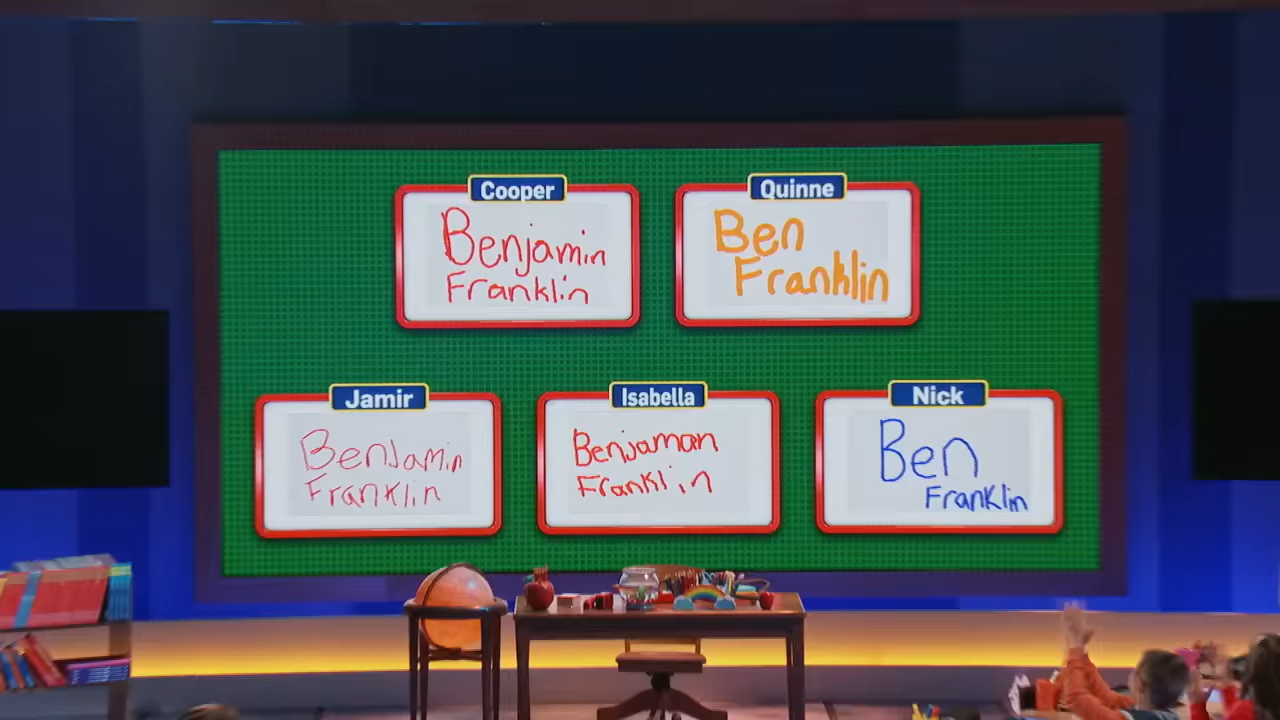 Cooper
Benjamin
Franklin
Quinne
Ben
Franklin
Jamir
BenJamin
Franklin
Isabella
Benjaman
Franklin
Nick
Ben
Franklin